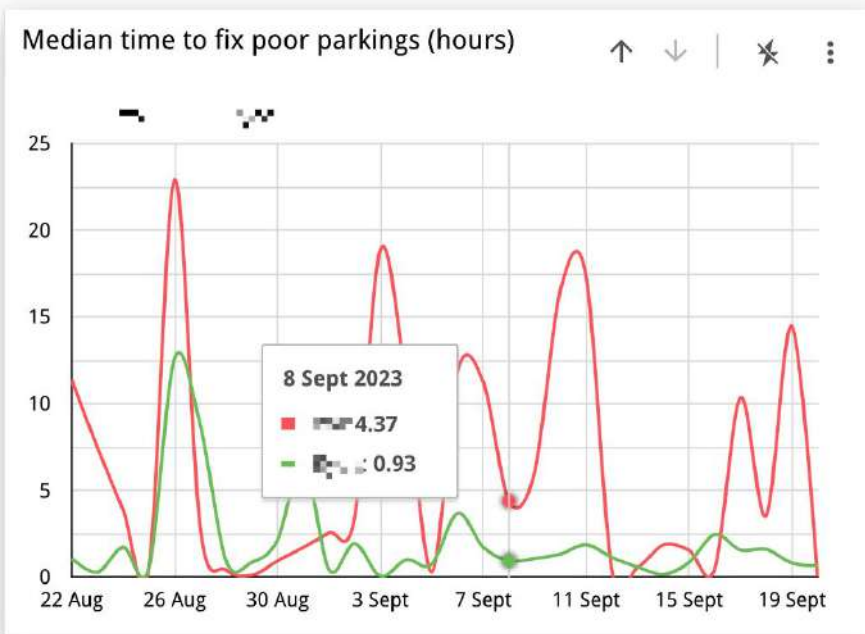 Median time to fix poor parkings (hours)
25
20
15
10
5
0
8 Sept 2023
4.37
: 0.93
22 Aug 26 Aug 30 Aug 3 Sept 7 Sept 11 Sept 15 Sept 19 Sept